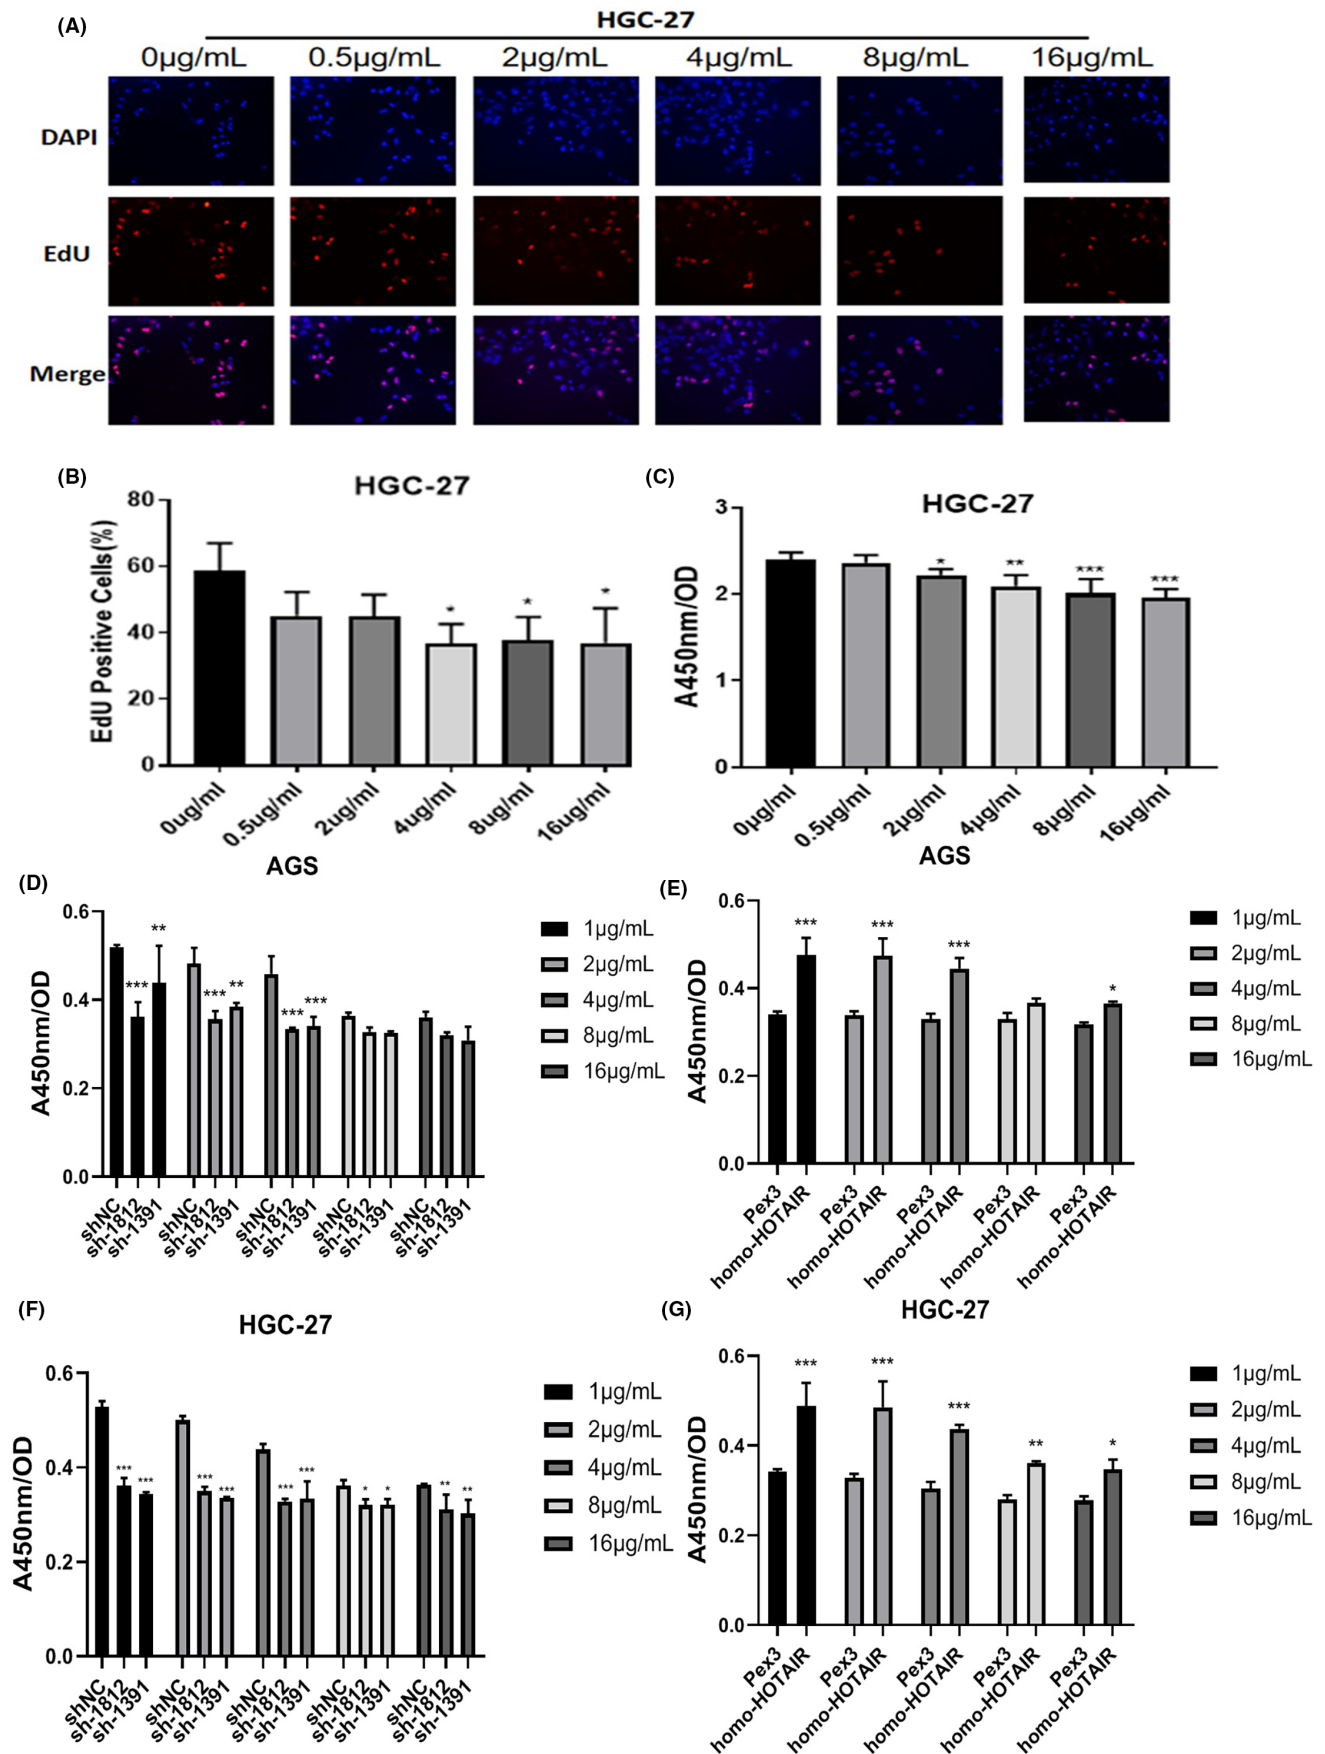 (A)
HGC-27
0µg/mL 0.5µg/mL 2µg/mL 4µg/mL 8µg/mL 16µg/mL
DAPI
EdU
Merge
(B)
HGC-27
EdU Positive Cells(%)
80
60
40
20
0
* * *
0ug/ml 0.5ug/ml 2ug/ml 4ug/ml 8ug/ml 16ug/ml
(C)
HGC-27
A450nm/OD
3
2
1
0
* ** *** ***
0µg/ml 0.5µg/ml 2µg/ml 4µg/ml 8µg/ml 16µg/ml
(D)
AGS
A450nm/OD
0.6
0.4
0.2
0.0
*** ** *** ** *** ***
shNC sh-1812 sh-1391 shNC sh-1812 sh-1391 shNC sh-1812 sh-1391 shNC sh-1812 sh-1391 shNC sh-1812 sh-1391
1µg/mL
2µg/mL
4µg/mL
8µg/mL
16µg/mL
(E)
AGS
A450nm/OD
0.6
0.4
0.2
0.0
*** *** *** *
Pex3 homo-HOTAIR Pex3 homo-HOTAIR Pex3 homo-HOTAIR Pex3 homo-HOTAIR Pex3 homo-HOTAIR
1µg/mL
2µg/mL
4µg/mL
8µg/mL
16µg/mL
(F)
HGC-27
A450nm/OD
0.6
0.4
0.2
0.0
*** *** *** *** *** *** * * ** **
shNC sh-1812 sh-1391 shNC sh-1812 sh-1391 shNC sh-1812 sh-1391 shNC sh-1812 sh-1391 shNC sh-1812 sh-1391
1µg/mL
2µg/mL
4µg/mL
8µg/mL
16µg/mL
(G)
HGC-27
A450nm/OD
0.6
0.4
0.2
0.0
*** *** *** ** *
Pex3 homo-HOTAIR Pex3 homo-HOTAIR Pex3 homo-HOTAIR Pex3 homo-HOTAIR Pex3 homo-HOTAIR
1µg/mL
2µg/mL
4µg/mL
8µg/mL
16µg/mL